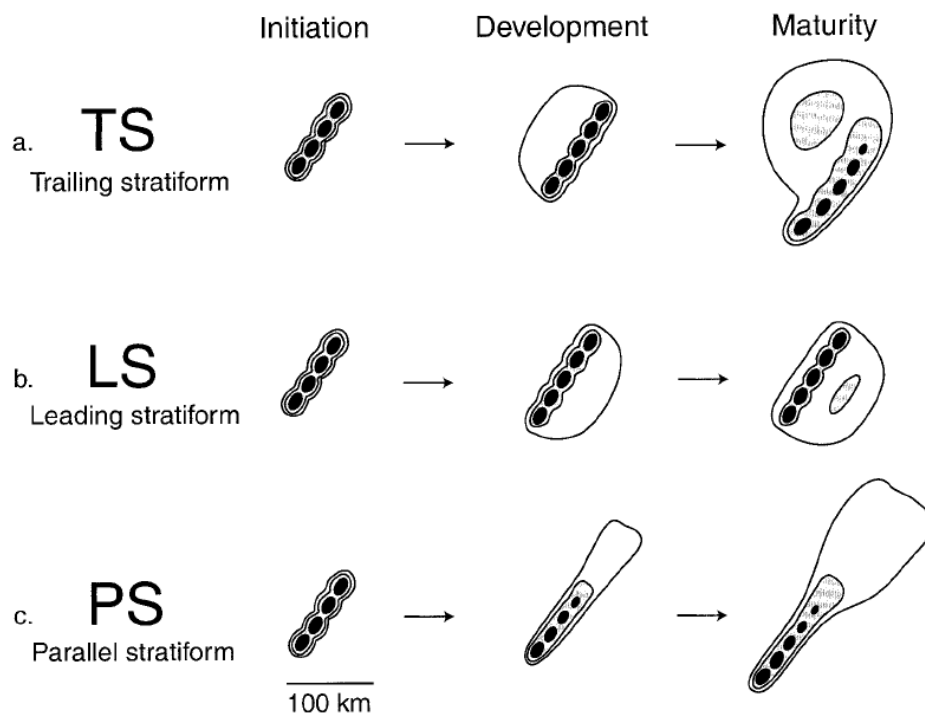 Initiation Development Maturity
a. TS
Trailing stratiform
b. LS
Leading stratiform
c. PS
Parallel stratiform
100 km